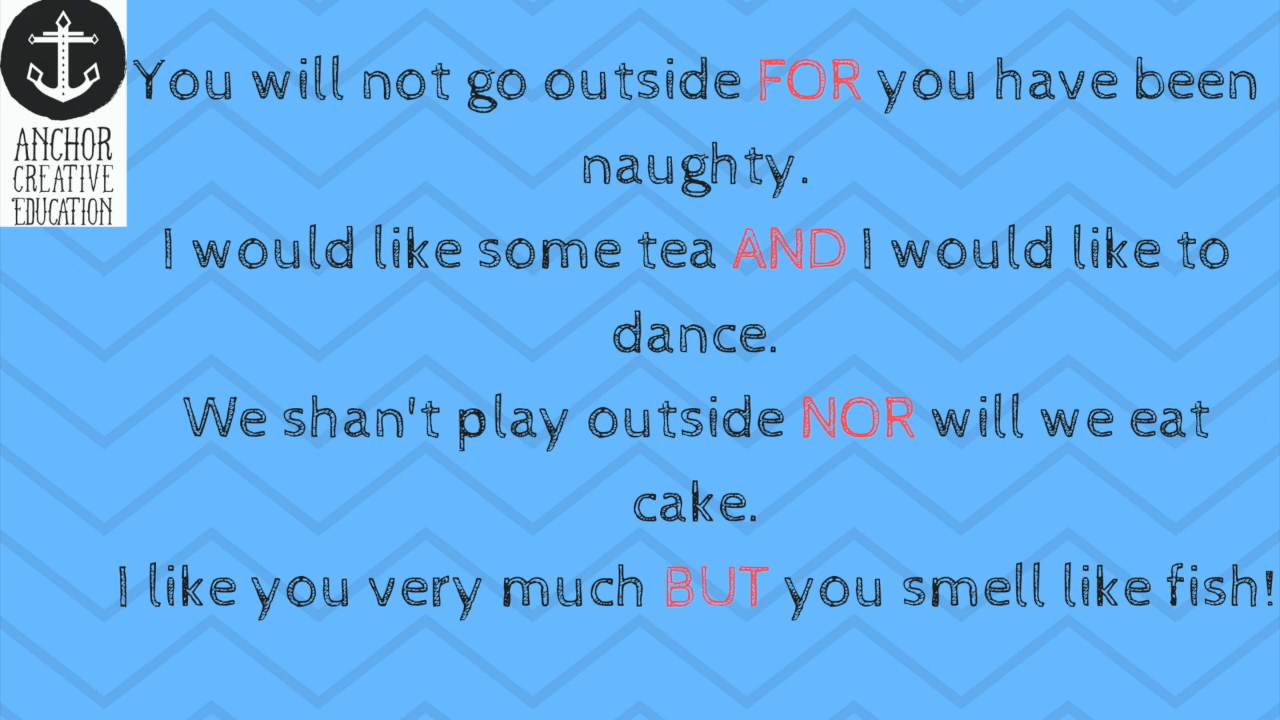 ANCHOR
CREATIVE
EDUCATION
You will not go outside FOR you have been
naughty.
I would like some tea AND I would like to
dance.
We shan't play outside NOR will we eat
cake.
I like you very much BUT you smell like fish!